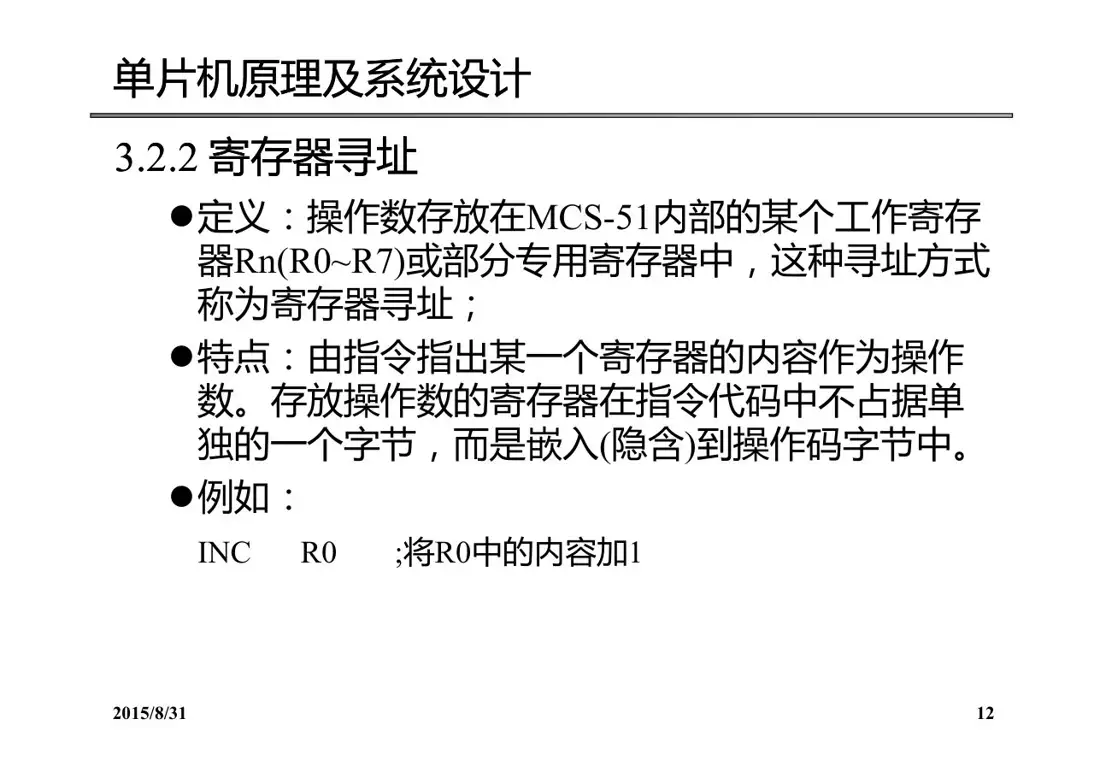 单片机原理及系统设计
3.2.2 寄存器寻址
●定义：操作数存放在MCS-51内部的某个工作寄存
器Rn(R0~R7)或部分专用寄存器中，这种寻址方式
称为寄存器寻址；
●特点：由指令指出某一个寄存器的内容作为操作
数。存放操作数的寄存器在指令代码中不占据单
独的一个字节，而是嵌入(隐含)到操作码字节中。
●例如：
INC R0 ;将R0中的内容加1
2015/8/31 12